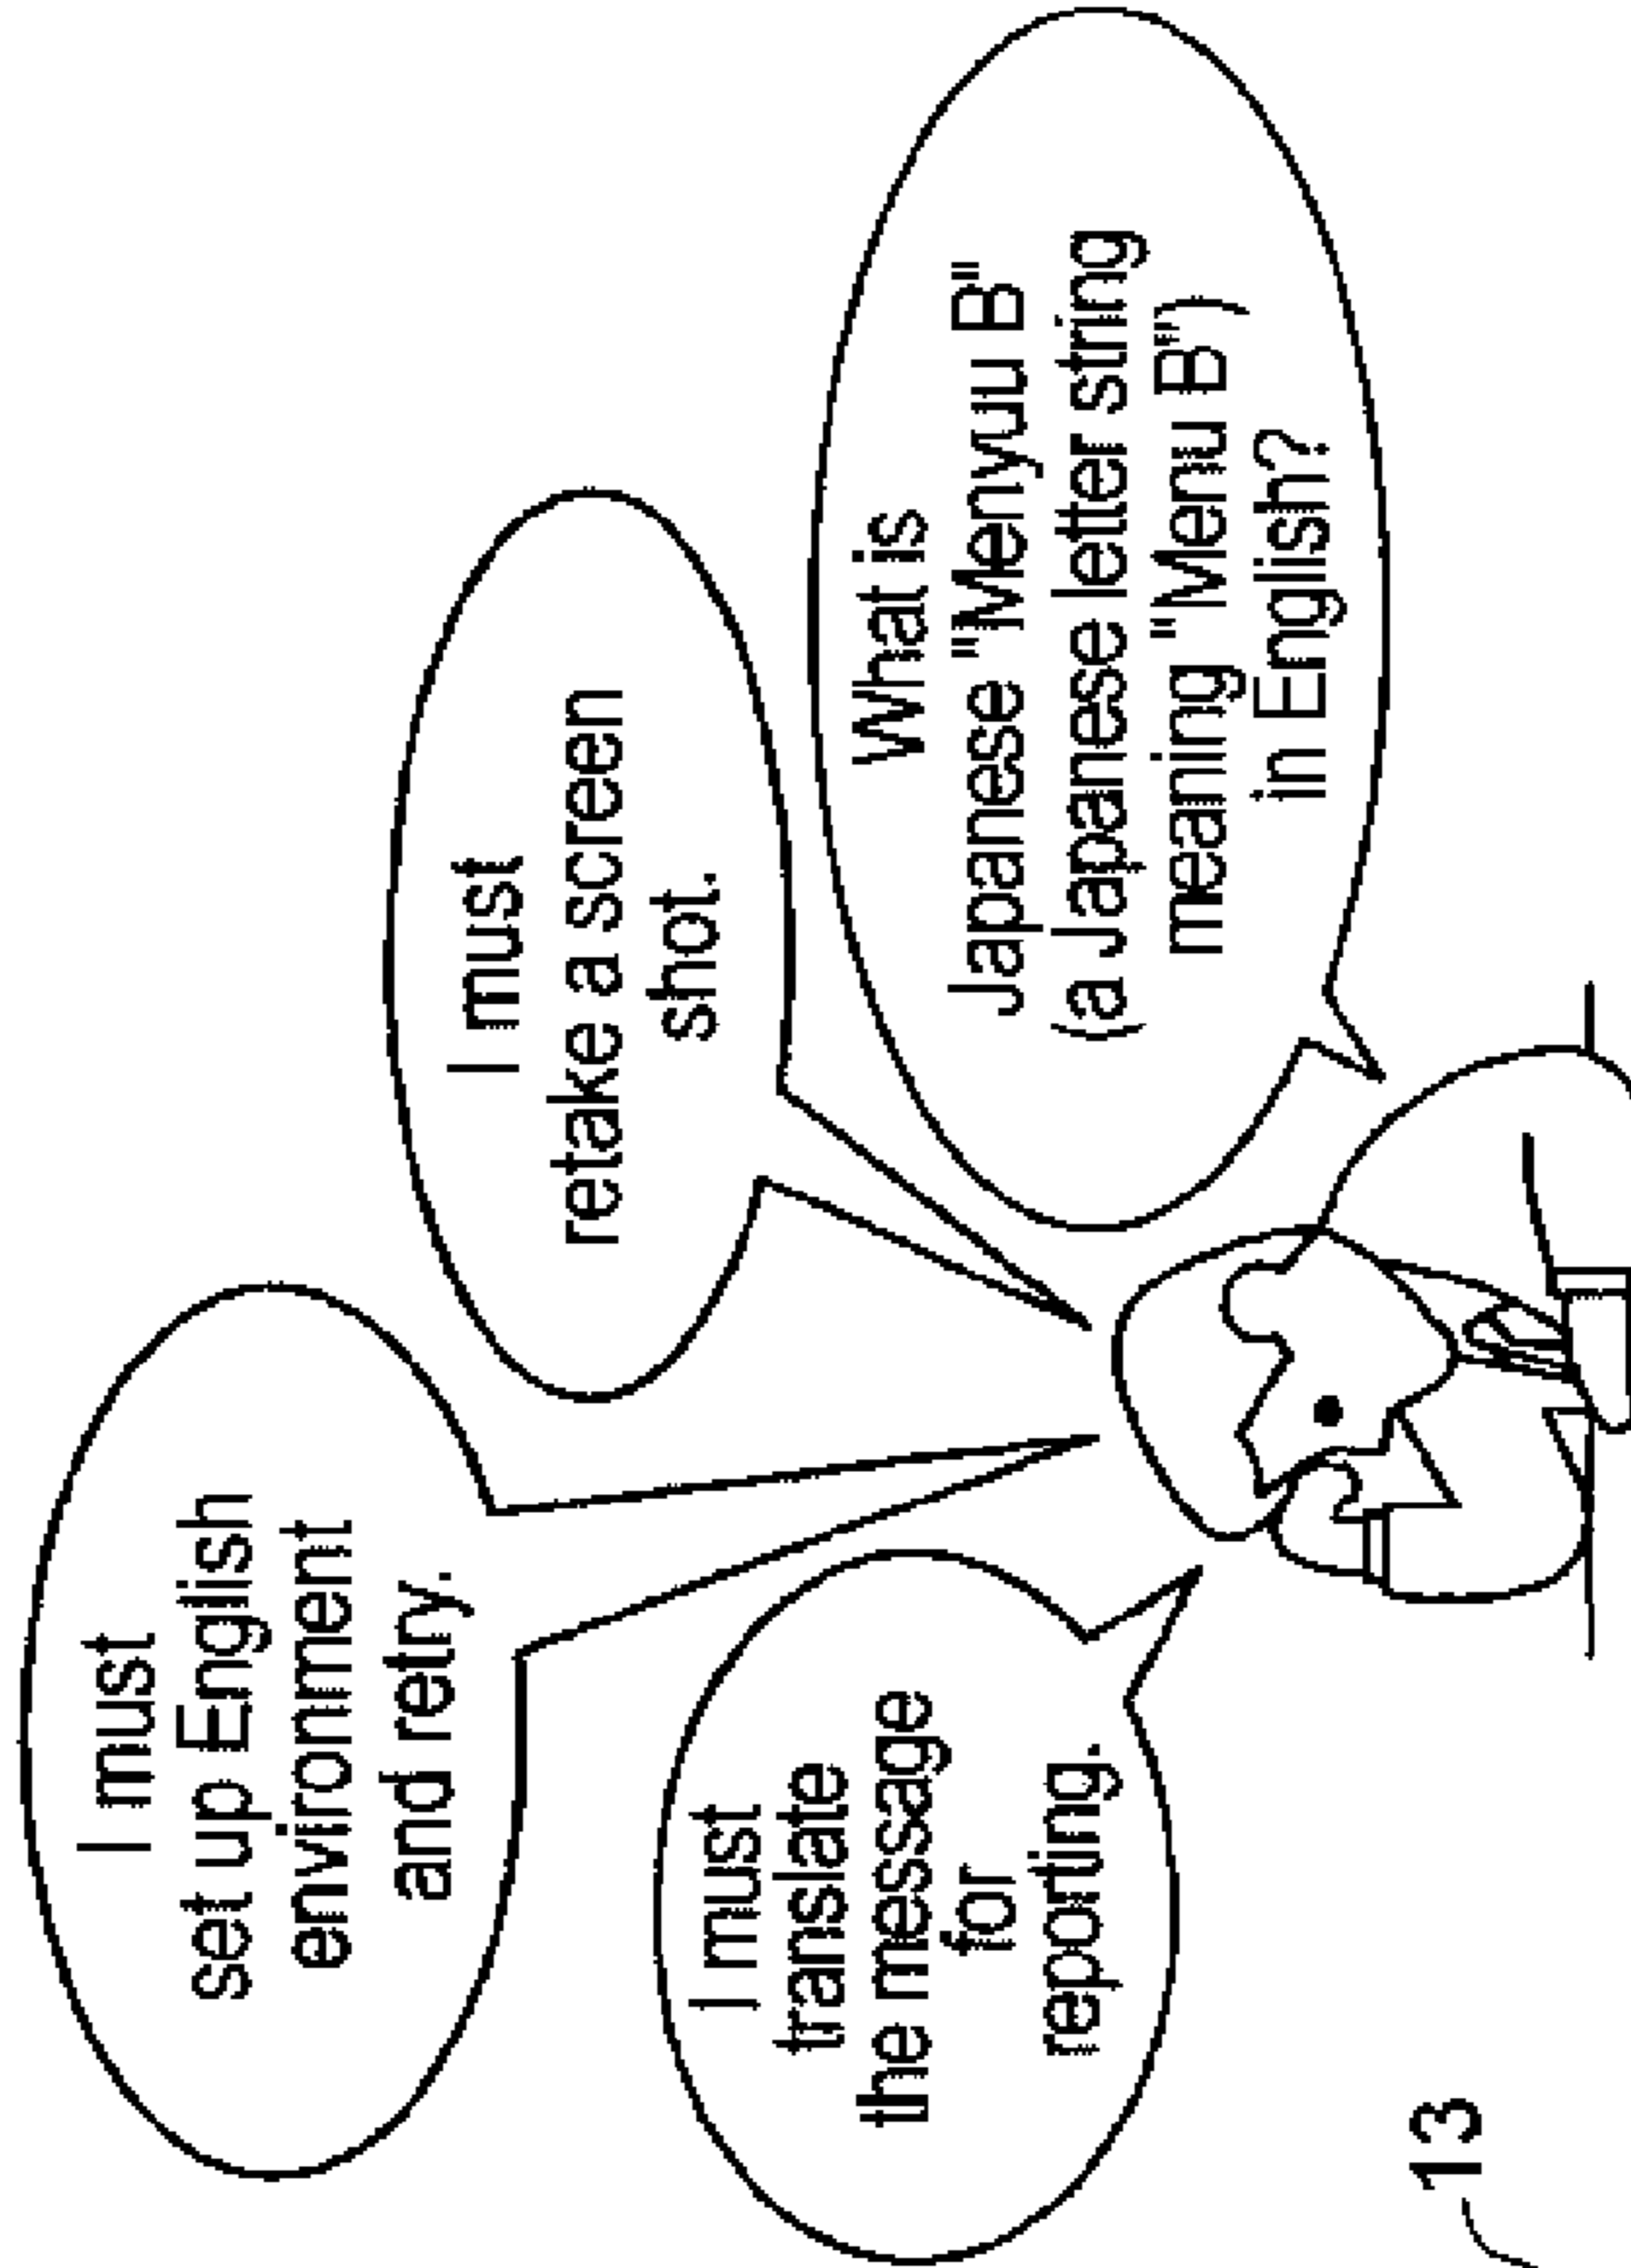 I must
set up English
environment
and retry.
I must
retake a screen
shot.
I must
translate
the message
for
reporting.
What is
Japanese "Menyuu B"
(a Japanese letter string
meaning "Menu B")
in English?
13